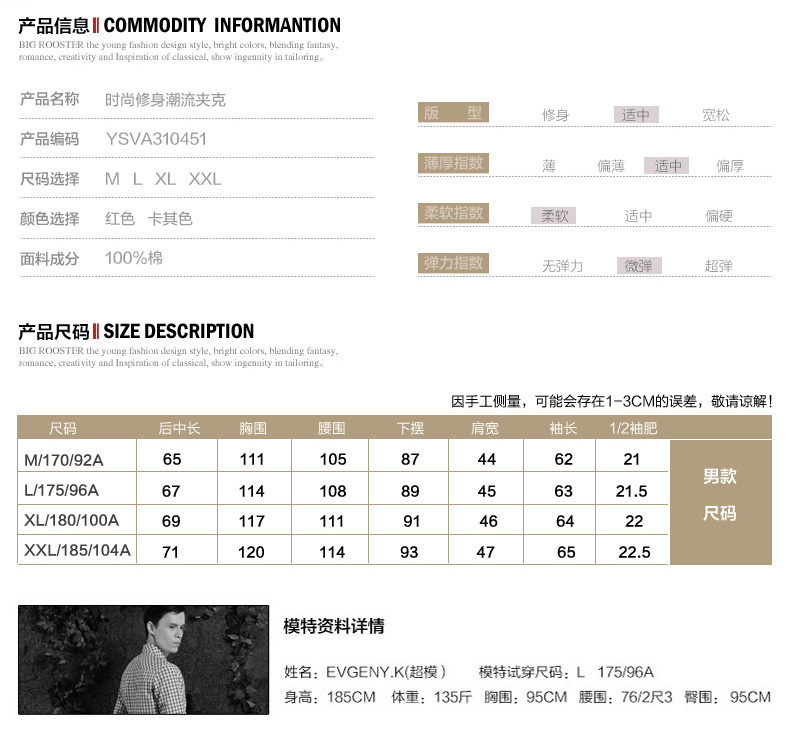 产品信息 COMMODITY INFORMANTION
BIG ROOSTER the young fashion design style, bright colors, blending fantasy,
romance, creativity and Inspiration of classical, show ingenuity in tailoring。
产品名称 时尚修身潮流夹克
产品编码 YSVA310451
尺码选择 M L XL XXL
颜色选择 红色 卡其色
面料成分 100%棉
版 型 修身 适中 宽松
薄厚指数 薄 偏薄 适中 偏厚
柔软指数 柔软 适中 偏硬
弹力指数 无弹力 微弹 超弹
产品尺码 SIZE DESCRIPTION
BIG ROOSTER the young fashion design style, bright colors, blending fantasy,
romance, creativity and Inspiration of classical, show ingenuity in tailoring。
因手工侧量，可能会存在1-3CM的误差，敬请谅解！
尺码 后中长 胸围 腰围 下摆 肩宽 袖长 1/2袖肥
M/170/92A 65 111 105 87 44 62 21
L/175/96A 67 114 108 89 45 63 21.5
XL/180/100A 69 117 111 91 46 64 22
XXL/185/104A 71 120 114 93 47 65 22.5
男款
尺码
模特资料详情
姓名：EVGENY.K(超模） 模特试穿尺码：L 175/96A
身高：185CM 体重：135斤 胸围：95CM 腰围：76/2尺3 臀围：95CM